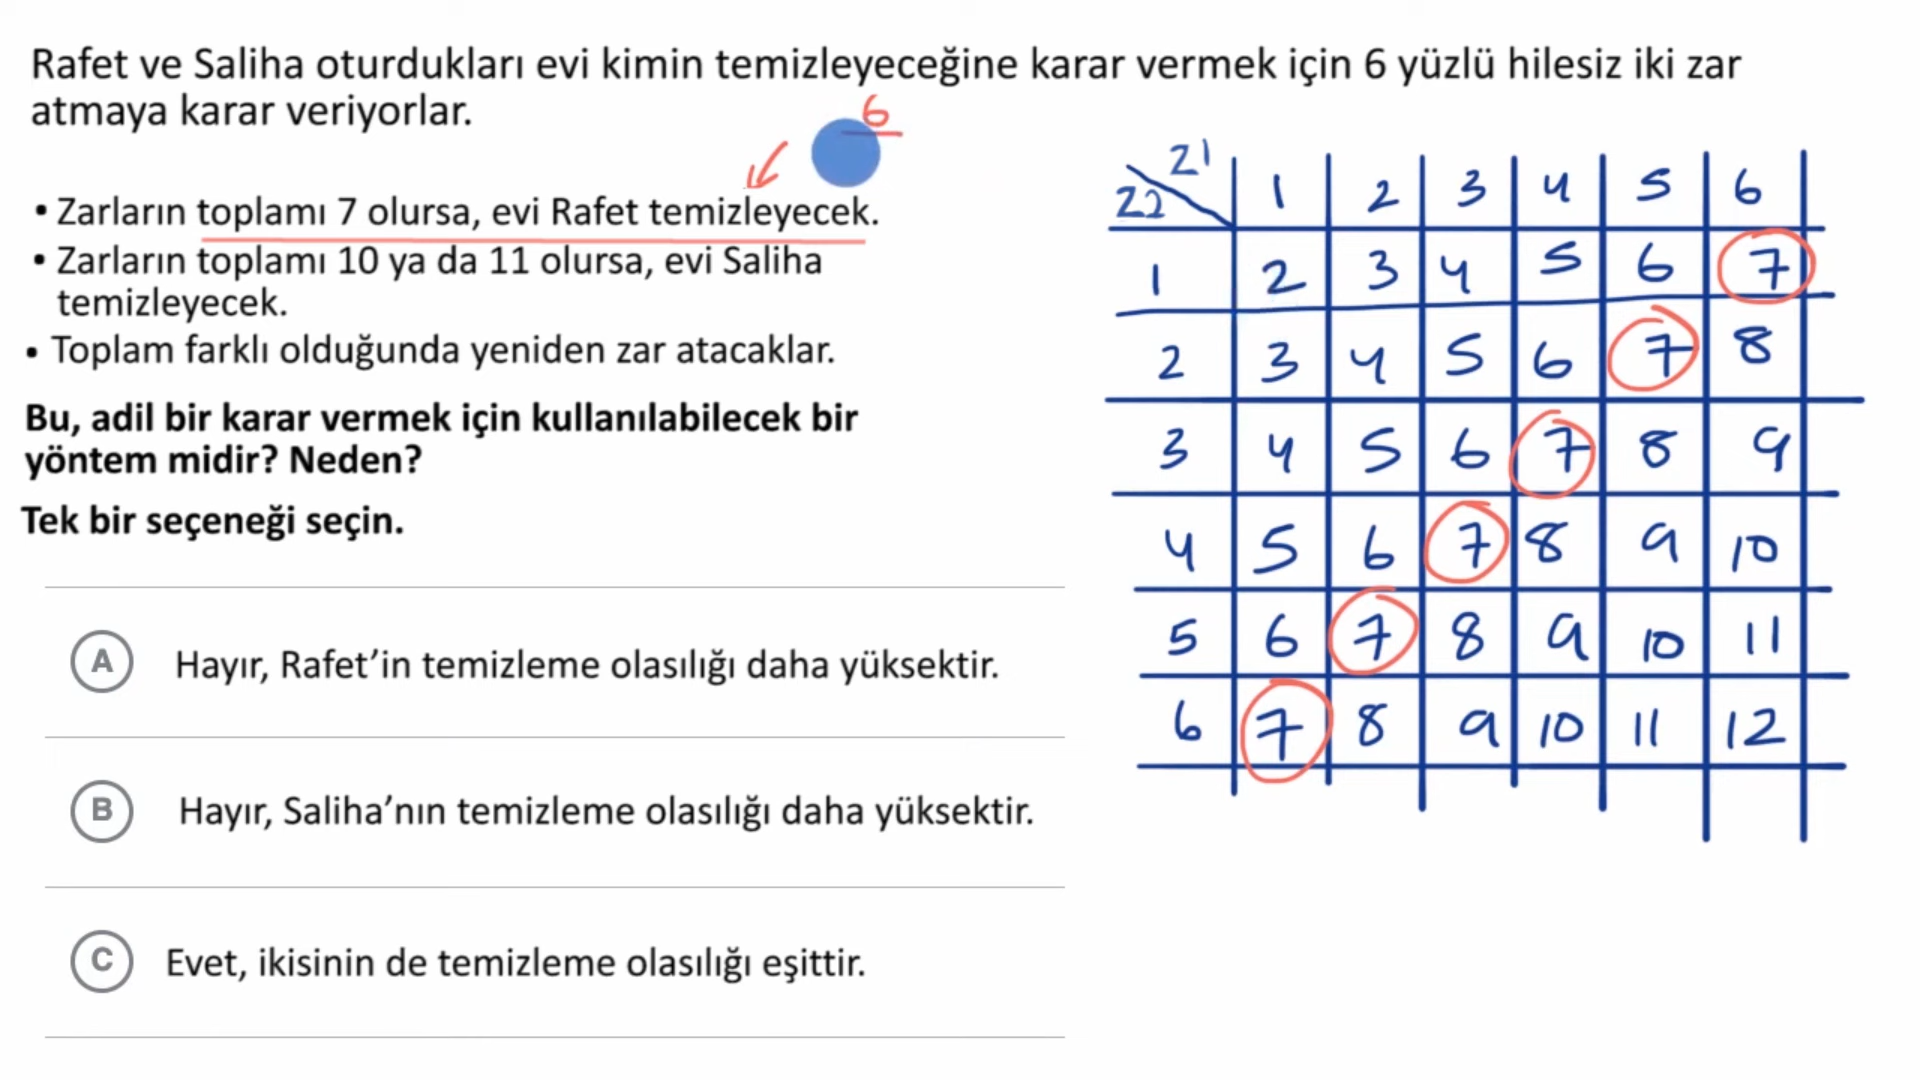 Rafet ve Saliha oturdukları evi kimin temizleyeceğine karar vermek için 6 yüzlü hilesiz iki zar
atmaya karar veriyorlar.
6
• Zarların toplamı 7 olursa, evi Rafet temizleyecek.
• Zarların toplamı 10 ya da 11 olursa, evi Saliha
temizleyecek.
• Toplam farklı olduğunda yeniden zar atacaklar.
Bu, adil bir karar vermek için kullanılabilecek bir
yöntem midir? Neden?
Tek bir seçeneği seçin.
A Hayır, Rafet’in temizleme olasılığı daha yüksektir.
B Hayır, Saliha’nın temizleme olasılığı daha yüksektir.
C Evet, ikisinin de temizleme olasılığı eşittir.
Z1
Z2 1 2 3 4 5 6
1 2 3 4 5 6 7
2 3 4 5 6 7 8
3 4 5 6 7 8 9
4 5 6 7 8 9 10
5 6 7 8 9 10 11
6 7 8 9 10 11 12